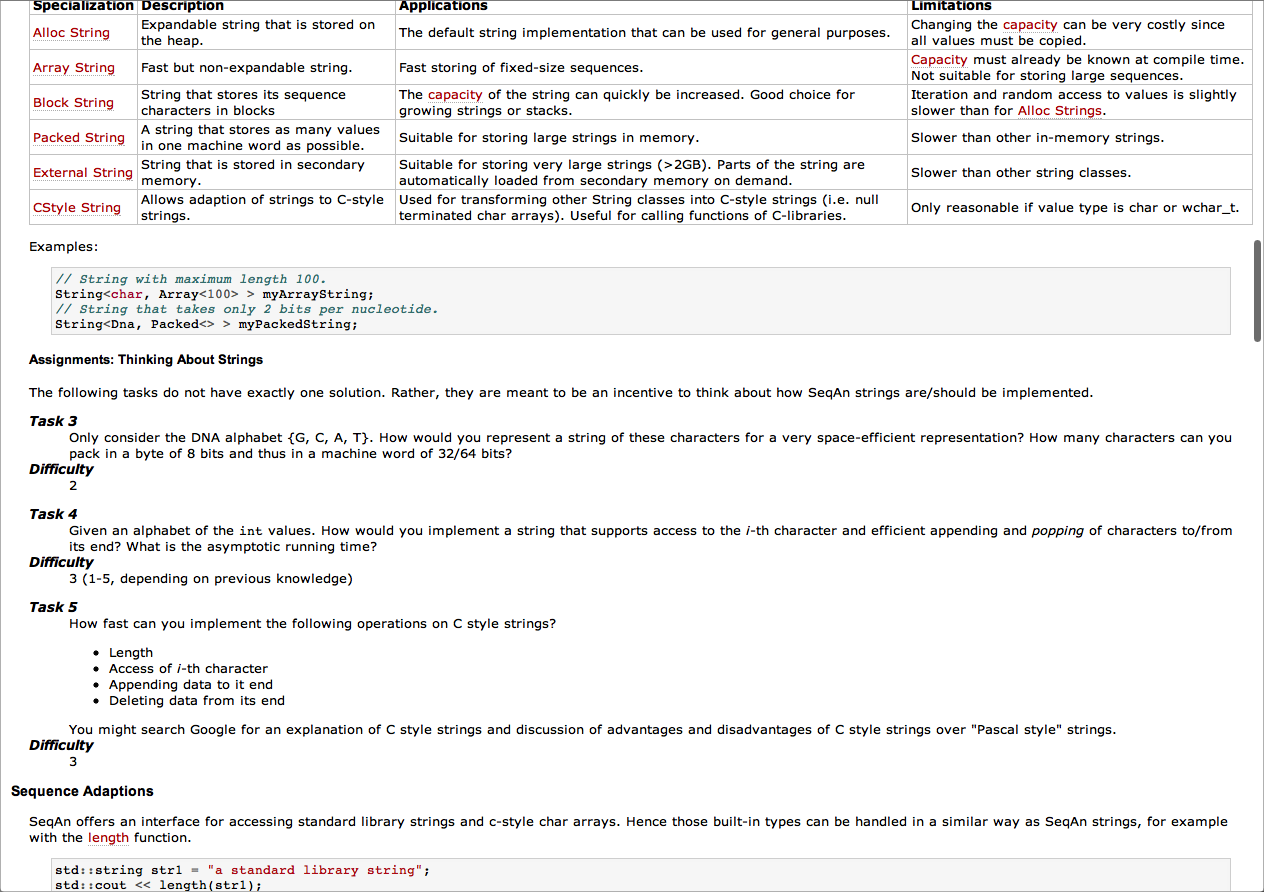 Specialization Description Applications Limitations
Alloc String Expandable string that is stored on the heap. The default string implementation that can be used for general purposes. Changing the capacity can be very costly since all values must be copied.
Array String Fast but non-expandable string. Fast storing of fixed-size sequences. Capacity must already be known at compile time. Not suitable for storing large sequences.
Block String String that stores its sequence characters in blocks The capacity of the string can quickly be increased. Good choice for growing strings or stacks. Iteration and random access to values is slightly slower than for Alloc Strings.
Packed String A string that stores as many values in one machine word as possible. Suitable for storing large strings in memory. Slower than other in-memory strings.
External String String that is stored in secondary memory. Suitable for storing very large strings (>2GB). Parts of the string are automatically loaded from secondary memory on demand. Slower than other string classes.
CStyle String Allows adaption of strings to C-style strings. Used for transforming other String classes into C-style strings (i.e. null terminated char arrays). Useful for calling functions of C-libraries. Only reasonable if value type is char or wchar_t.
Examples:
// String with maximum length 100.
String<char, Array<100> > myArrayString;
// String that takes only 2 bits per nucleotide.
String<Dna, Packed<> > myPackedString;
Assignments: Thinking About Strings
The following tasks do not have exactly one solution. Rather, they are meant to be an incentive to think about how SeqAn strings are/should be implemented.
Task 3
Only consider the DNA alphabet {G, C, A, T}. How would you represent a string of these characters for a very space-efficient representation? How many characters can you
pack in a byte of 8 bits and thus in a machine word of 32/64 bits?
Difficulty
2
Task 4
Given an alphabet of the int values. How would you implement a string that supports access to the i-th character and efficient appending and popping of characters to/from
its end? What is the asymptotic running time?
Difficulty
3 (1-5, depending on previous knowledge)
Task 5
How fast can you implement the following operations on C style strings?
• Length
• Access of i-th character
• Appending data to it end
• Deleting data from its end
You might search Google for an explanation of C style strings and discussion of advantages and disadvantages of C style strings over "Pascal style" strings.
Difficulty
3
Sequence Adaptions
SeqAn offers an interface for accessing standard library strings and c-style char arrays. Hence those built-in types can be handled in a similar way as SeqAn strings, for example
with the length function.
std::string str1 = "a standard library string";
std::cout << length(str1);